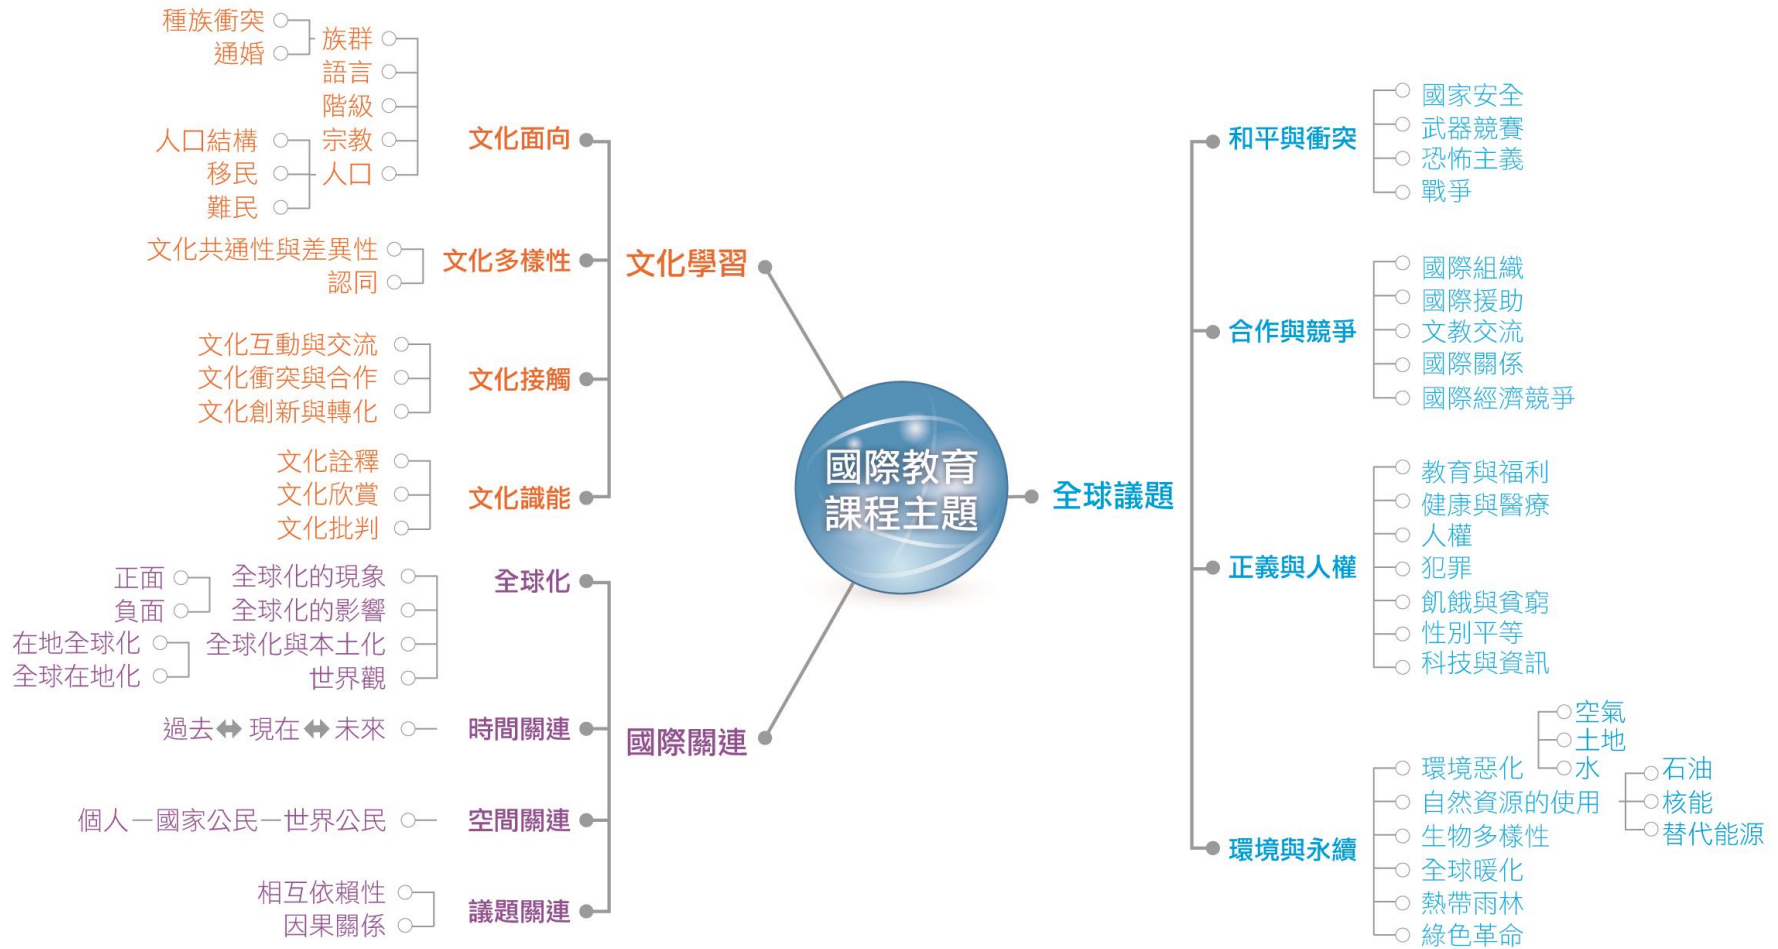 國際教育
課程主題
文化學習
文化面向
族群
種族衝突
通婚
語言
階級
宗教
人口
人口結構
移民
難民
文化多樣性
文化共通性與差異性
認同
文化接觸
文化互動與交流
文化衝突與合作
文化創新與轉化
文化識能
文化詮釋
文化欣賞
文化批判
國際關連
全球化
全球化的現象
全球化的影響
正面
負面
全球化與本土化
在地全球化
全球在地化
世界觀
時間關連
過去⬌現在⬌未來
空間關連
個人－國家公民－世界公民
議題關連
相互依賴性
因果關係
全球議題
和平與衝突
國家安全
武器競賽
恐怖主義
戰爭
合作與競爭
國際組織
國際援助
文教交流
國際關係
國際經濟競爭
正義與人權
教育與福利
健康與醫療
人權
犯罪
飢餓與貧窮
性別平等
科技與資訊
環境與永續
環境惡化
空氣
土地
水
自然資源的使用
石油
核能
替代能源
生物多樣性
全球暖化
熱帶雨林
綠色革命